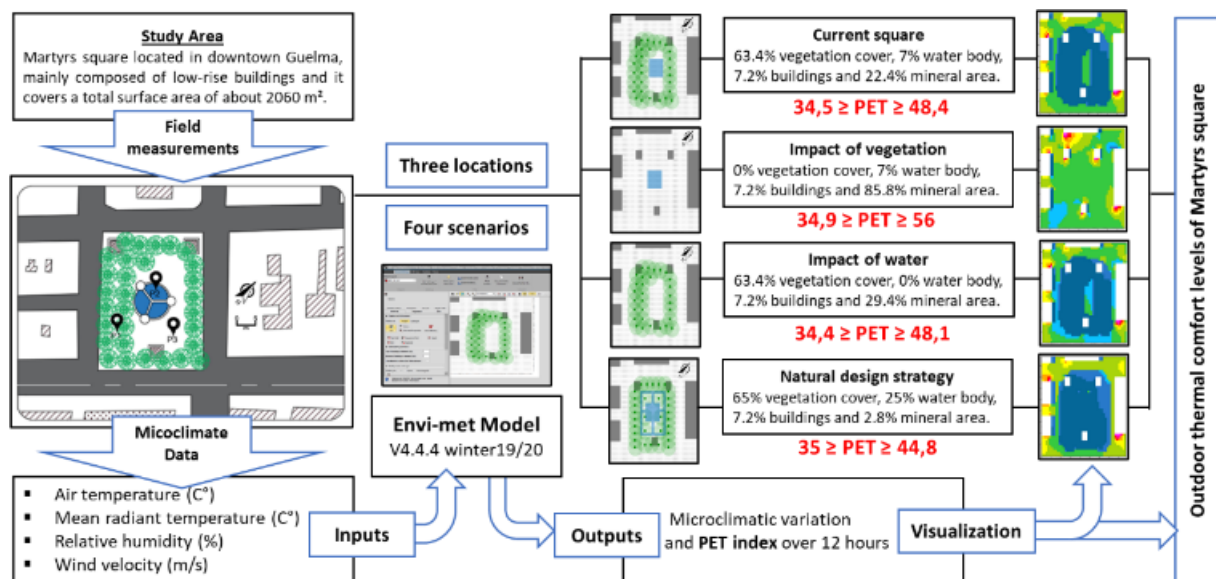 Study Area
Martyrs square located in downtown Guelma,
mainly composed of low-rise buildings and it
covers a total surface area of about 2060 m².
Field
measurements
P3
Micoclimate
Data
▪ Air temperature (C°)
▪ Mean radiant temperature (C°)
▪ Relative humidity (%)
▪ Wind velocity (m/s)
Inputs
Three locations
Four scenarios
Envi-met Model
V4.4.4 winter19/20
Outputs
Microclimatic variation
and PET index over 12 hours
Visualization
Current square
63.4% vegetation cover, 7% water body,
7.2% buildings and 22.4% mineral area.
34,5 ≥ PET ≥ 48,4
Impact of vegetation
0% vegetation cover, 7% water body,
7.2% buildings and 85.8% mineral area.
34,9 ≥ PET ≥ 56
Impact of water
63.4% vegetation cover, 0% water body,
7.2% buildings and 29.4% mineral area.
34,4 ≥ PET ≥ 48,1
Natural design strategy
65% vegetation cover, 25% water body,
7.2% buildings and 2.8% mineral area.
35 ≥ PET ≥ 44,8
Outdoor thermal comfort levels of Martyrs square